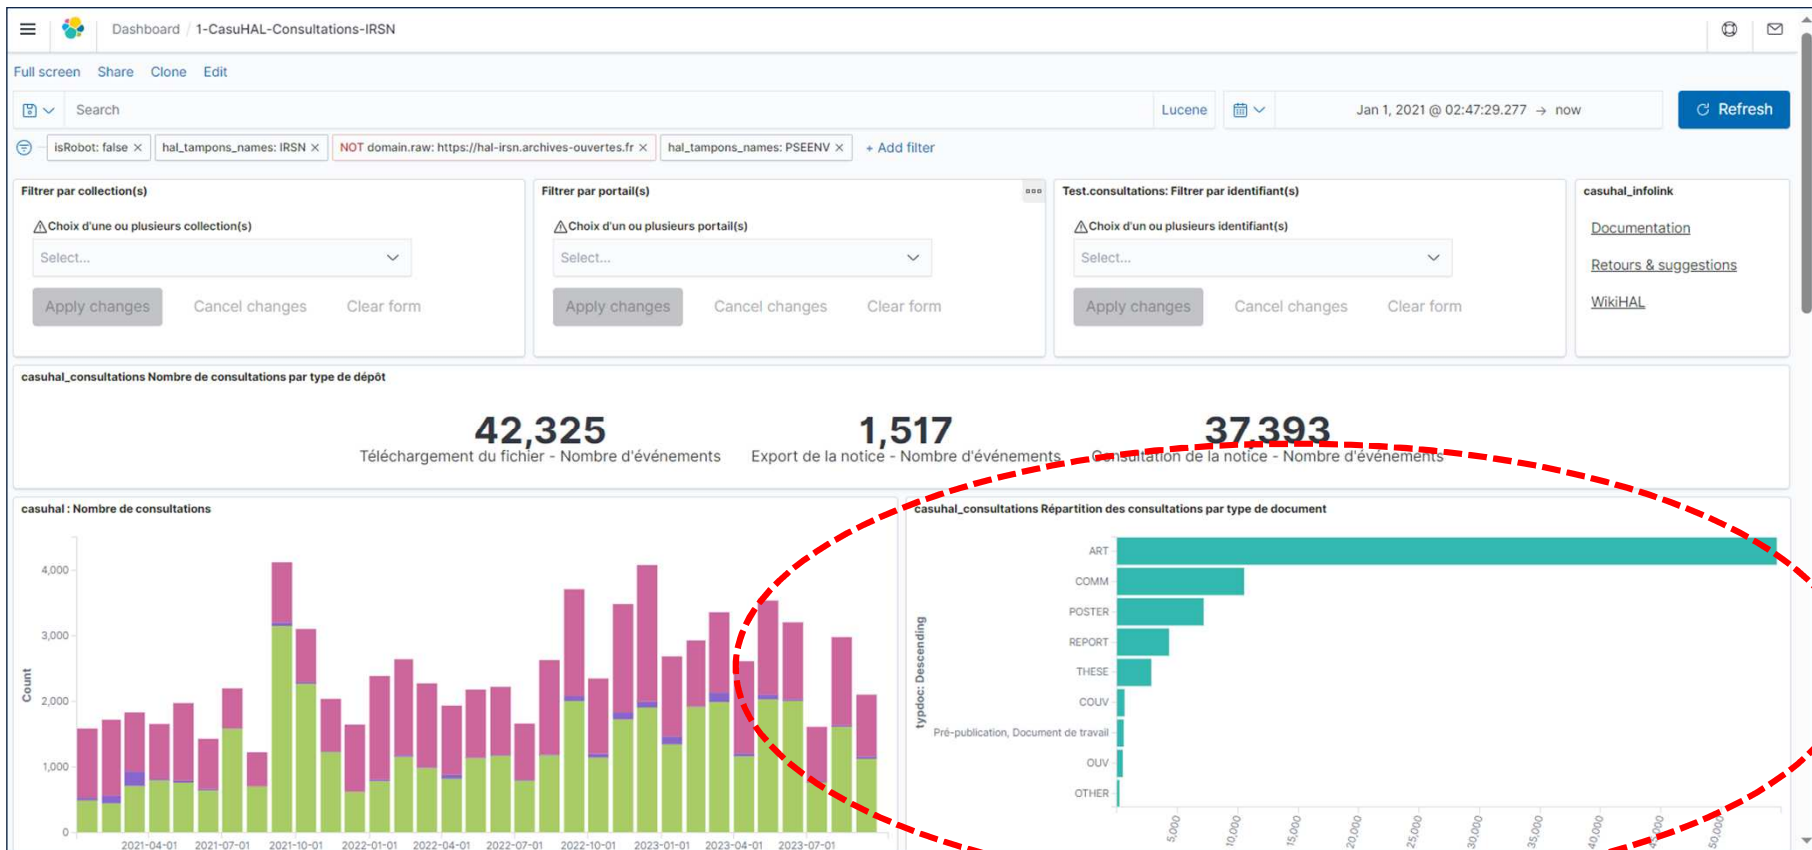 Dashboard / 1-CasuHAL-Consultations-IRSN
Full screen Share Clone Edit
Search Lucene Jan 1, 2021 @ 02:47:29.277 → now Refresh
isRobot: false × hal_tampons_names: IRSN × NOT domain.raw: https://hal-irsn.archives-ouvertes.fr × hal_tampons_names: PSEENV × + Add filter
Filtrer par collection(s)
Choix d'une ou plusieurs collection(s)
Select...
Apply changes Cancel changes Clear form
Filtrer par portail(s)
Choix d'un ou plusieurs portail(s)
Select...
Apply changes Cancel changes Clear form
Test.consultations: Filtrer par identifiant(s)
Choix d'un ou plusieurs identifiant(s)
Select...
Apply changes Cancel changes Clear form
casuhal_infolink
Documentation
Retours & suggestions
WikiHAL
casuhal_consultations Nombre de consultations par type de dépôt
42,325
Téléchargement du fichier - Nombre d'événements
1,517
Export de la notice - Nombre d'événements
37,393
Consultation de la notice - Nombre d'événements
casuhal : Nombre de consultations
Count
4,000
3,000
2,000
1,000
0
2021-04-01 2021-07-01 2021-10-01 2022-01-01 2022-04-01 2022-07-01 2022-10-01 2023-01-01 2023-04-01 2023-07-01
casuhal_consultations Répartition des consultations par type de document
typdoc: Descending
ART
COMM
POSTER
REPORT
THESE
COUV
Pré-publication, Document de travail
OUV
OTHER
5,000 10,000 15,000 20,000 25,000 30,000 35,000 40,000 45,000 50,000